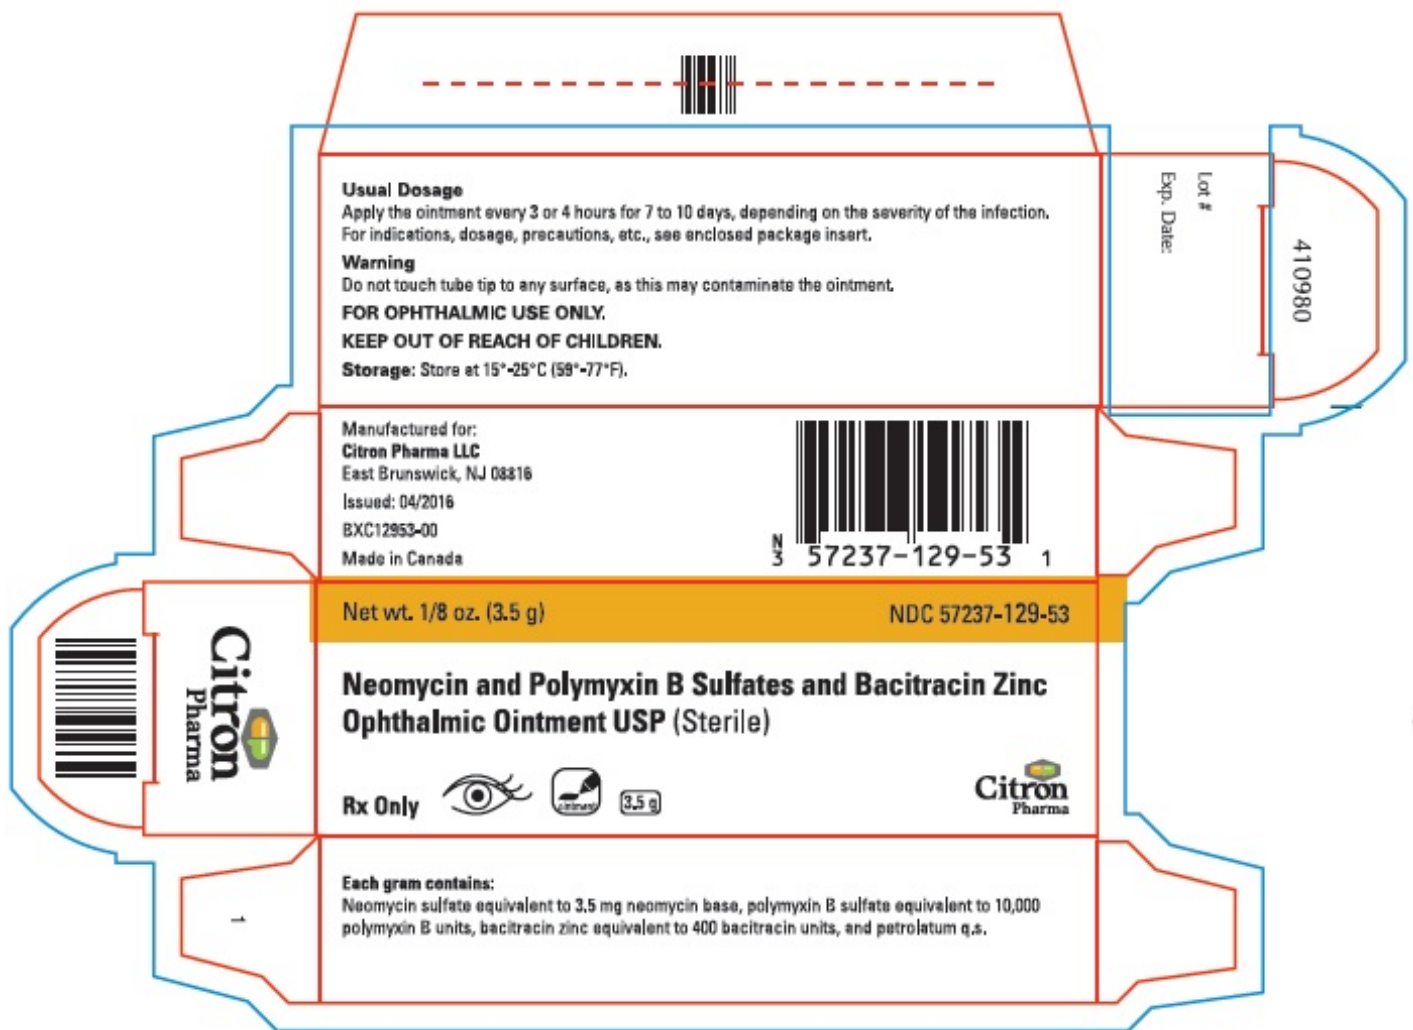 Usual Dosage
Apply the ointment every 3 or 4 hours for 7 to 10 days, depending on the severity of the infection.
For indications, dosage, precautions, etc., see enclosed package insert.
Warning
Do not touch tube tip to any surface, as this may contaminate the ointment.
FOR OPHTHALMIC USE ONLY.
KEEP OUT OF REACH OF CHILDREN.
Storage: Store at 15°-25°C (59°-77°F).
Lot #
Exp. Date:
410980
Manufactured for:
Citron Pharma LLC
East Brunswick, NJ 08816
Issued: 04/2016
BXC12953-00
Made in Canada
N
3 57237-129-53 1
Net wt. 1/8 oz. (3.5 g)
NDC 57237-129-53
Citron
Pharma
Neomycin and Polymyxin B Sulfates and Bacitracin Zinc
Ophthalmic Ointment USP (Sterile)
Rx Only
ointment
3.5 g
Citron
Pharma
Each gram contains:
Neomycin sulfate equivalent to 3.5 mg neomycin base, polymyxin B sulfate equivalent to 10,000
polymyxin B units, bacitracin zinc equivalent to 400 bacitracin units, and petrolatum q.s.
1